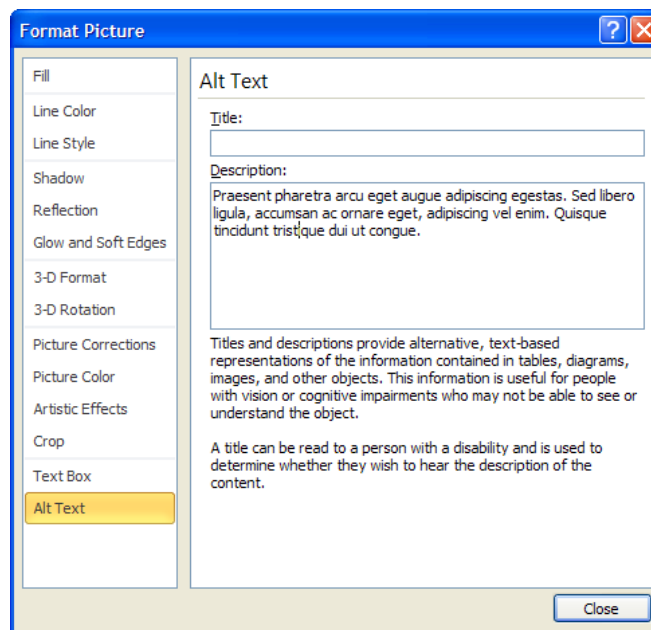 Format Picture
Fill
Line Color
Line Style
Shadow
Reflection
Glow and Soft Edges
3-D Format
3-D Rotation
Picture Corrections
Picture Color
Artistic Effects
Crop
Text Box
Alt Text
Alt Text
Title:
Description:
Praesent pharetra arcu eget augue adipiscing egestas. Sed libero
ligula, accumsan ac ornare eget, adipiscing vel enim. Quisque
tincidunt tristique dui ut congue.
Titles and descriptions provide alternative, text-based
representations of the information contained in tables, diagrams,
images, and other objects. This information is useful for people
with vision or cognitive impairments who may not be able to see or
understand the object.
A title can be read to a person with a disability and is used to
determine whether they wish to hear the description of the
content.
Close